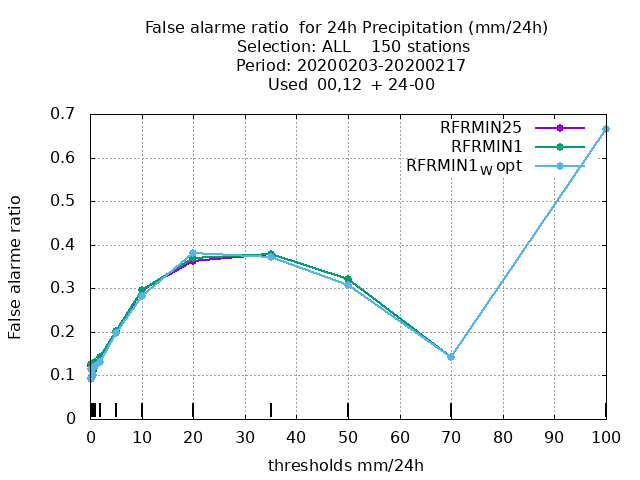 False alarme ratio  for 24h Precipitation (mm/24h)
Selection: ALL    150 stations
Period: 20200203-20200217
Used  00,12  + 24-00
RFRMIN25
RFRMIN1
RFRMIN1W opt
False alarme ratio
0.7
0.6
0.5
0.4
0.3
0.2
0.1
0
0 10 20 30 40 50 60 70 80 90 100
thresholds mm/24h